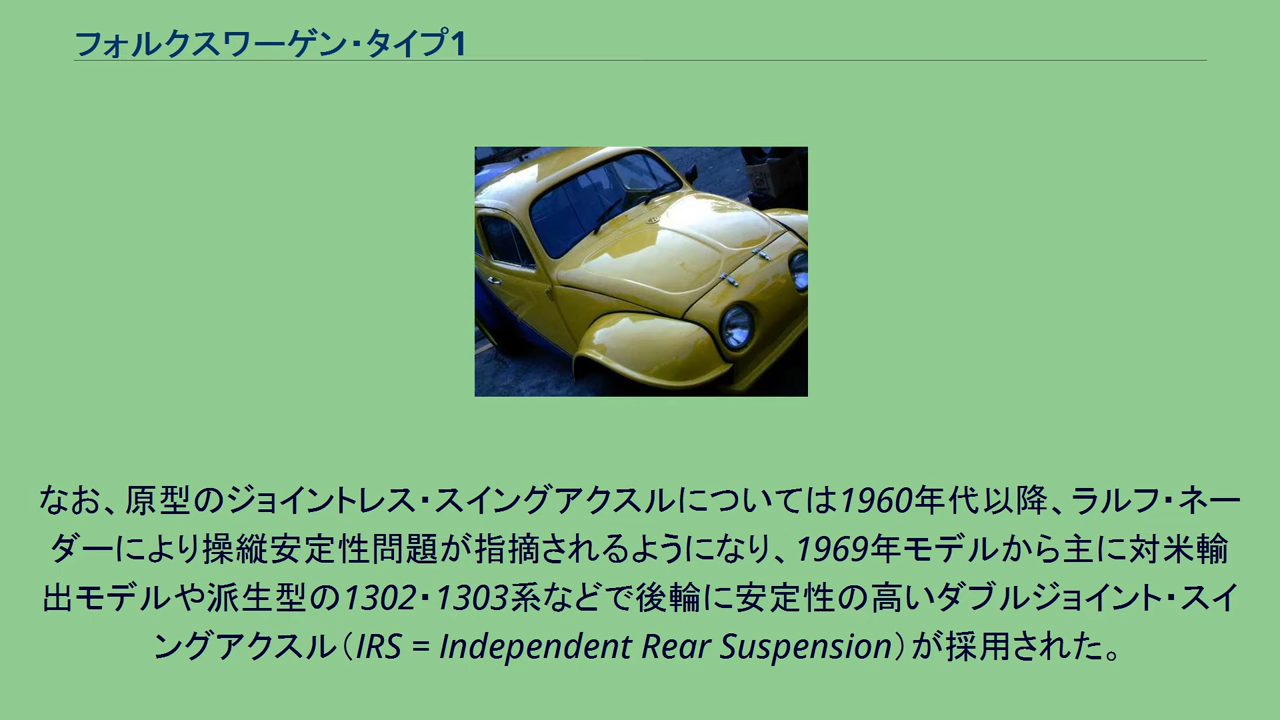 フォルクスワーゲン・タイプ1
なお、原型のジョイントレス・スイングアクスルについては1960年代以降、ラルフ・ネー
ダーにより操縦安定性問題が指摘されるようになり、1969年モデルから主に対米輸
出モデルや派生型の1302・1303系などで後輪に安定性の高いダブルジョイント・スイ
ングアクスル（IRS = Independent Rear Suspension）が採用された。